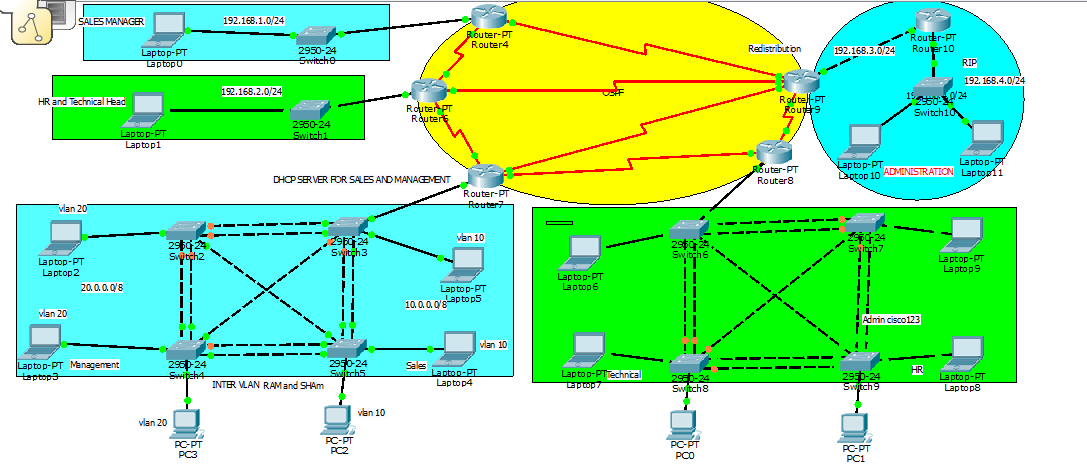 SALES MANAGER
192.168.1.0/24
Laptop-PT
Laptop0
2950-24
Switch0
Router-PT
Router4
HR and Technical Head
192.168.2.0/24
Laptop-PT
Laptop1
2950-24
Switch1
Router-PT
Router6
OSPF
Redistribution
192.168.3.0/24
Router-PT
Router10
Router-PT
Router9
RIP
192.168.4.0/24
2950-24
Switch10
Laptop-PT
Laptop10
ADMINISTRATION
Laptop-PT
Laptop11
Router-PT
Router8
DHCP SERVER FOR SALES AND MANAGEMENT
Router-PT
Router7
vlan 20
Laptop-PT
Laptop2
2950-24
Switch2
2950-24
Switch3
vlan 10
Laptop-PT
Laptop5
20.0.0.0/8
10.0.0.0/8
vlan 20
Laptop-PT
Laptop3
Management
2950-24
Switch4
2950-24
Switch5
Sales
vlan 10
Laptop-PT
Laptop4
INTER VLAN RAM and SHAm
vlan 20
PC-PT
PC3
vlan 10
PC-PT
PC2
Laptop-PT
Laptop6
2950-24
Switch6
2950-24
Switch7
Laptop-PT
Laptop9
Admin cisco123
Laptop-PT
Laptop7
Technical
2950-24
Switch8
2950-24
Switch9
HR
Laptop-PT
Laptop8
PC-PT
PC0
PC-PT
PC1